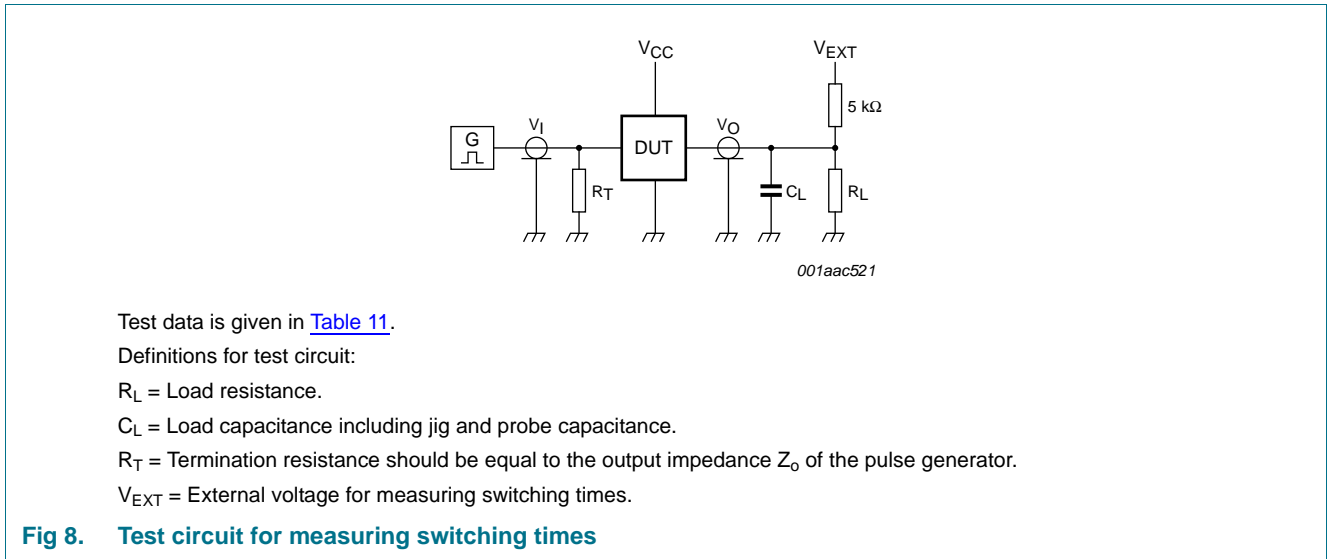 VCC
VEXT
5 kΩ
G
VI
DUT
VO
RT
CL
RL
001aac521
Test data is given in Table 11.
Definitions for test circuit:
RL = Load resistance.
CL = Load capacitance including jig and probe capacitance.
RT = Termination resistance should be equal to the output impedance Zo of the pulse generator.
VEXT = External voltage for measuring switching times.
Fig 8. Test circuit for measuring switching times